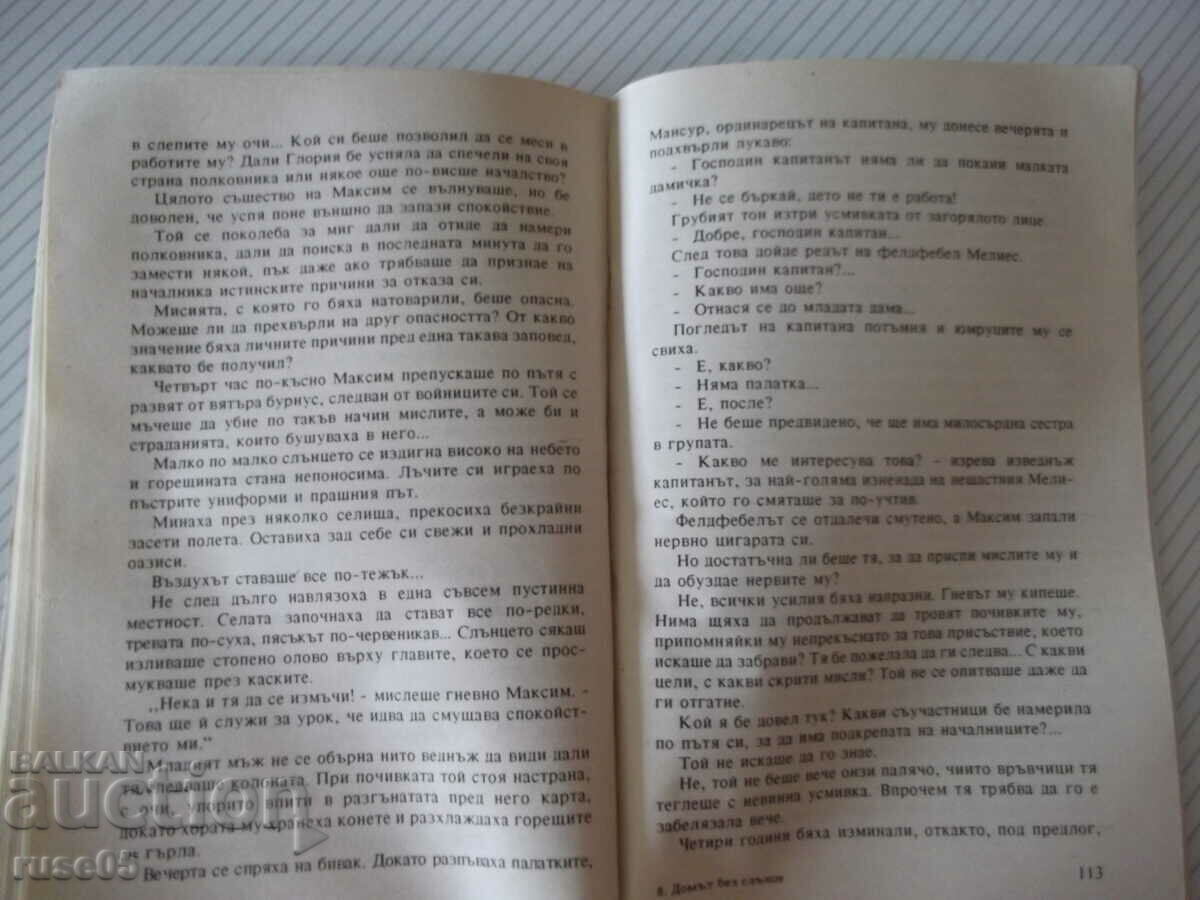 в слепите му очи... Кой си беше позволил да се меси в
работите му? Дали Глория бе успяла да спечели на своя
страна полковника или някое още по-висше началство?
Цялото същество на Максим се вълнуваше, но бе
доволен, че успя поне външно да запази спокойствие.
Той се поколеба за миг дали да отиде да намери
полковника, дали да поиска в последната минута да го
замести някой, пък даже ако трябваше да признае на
началника истинските причини за отказа си.
Мисията, с която го бяха натоварили, беше опасна.
Можеше ли да прехвърли на друг опасността? От какво
значение бяха личните причини пред една такава заповед,
каквато бе получил?
Четвърт час по-късно Максим препускаше по пътя с
развят от вятъра бурнус, следван от войниците си. Той се
мъчеше да убие по такъв начин мислите, а може би и
страданията, които бушуваха в него...
Малко по малко слънцето се издигна високо на небето
и горещината стана непоносима. Лъчите си играеха по
пъстрите униформи и прашния път.
Минаха през няколко селища, прекосиха безкрайни
засети полета. Оставиха зад себе си свежи и прохладни
оазиси.
Въздухът ставаше все по-тежък...
Не след дълго навлязоха в една съвсем пустинна
местност. Селата започнаха да стават все по-редки,
тревата по-суха, пясъкът по-червеникав... Слънцето сякаш
изливаше стопено олово върху главите, което се прос-
мукваше през каските.
„Нека и тя да се измъчи! - мислеше гневно Максим. -
Това ще ѝ служи за урок, че идва да смущава спокойст-
вието ми."
Младият мъж не се обърна нито веднъж да види дали
тя следваше колоната. При почивката той стоя настрана,
с очи, упорито впити в разгънатата пред него карта,
докато хората му хранеха конете и разхлаждаха горещите
си гърла.
Вечерта се спряха на бивак. Докато разпъваха палатките,
Мансур, ординарецът на капитана, му донесе вечерята и
подхвърли лукаво:
- Господин капитанът няма ли да покани малката
дамичка?
- Не се бъркай, дето не ти е работа!
Грубият тон изтри усмивката от загорялото лице.
- Добре, господин капитан...
След това дойде редът на фелдфебел Мелиес.
- Господин капитан?...
- Какво има още?
- Отнася се до младата дама...
Погледът на капитана потъмня и юмруците му се
свиха.
- Е, какво?
- Няма палатка...
- Е, после?
- Не беше предвидено, че ще има милосърдна сестра
в групата.
- Какво ме интересува това? - изрева изведнъж
капитанът, за най-голяма изненада на нещастния Мели-
ес, който го смяташе за по-учтив.
Фелдфебелът се отдалечи смутено, а Максим запали
нервно цигарата си.
Но достатъчна ли беше тя, за да приспи мислите му и
да обуздае нервите му?
Не, всички усилия бяха напразни. Гневът му кипеше.
Нима щяха да продължават да тровят почивките му,
припомняйки му непрекъснато за това присъствие, което
искаше да забрави? Тя бе пожелала да ги следва... С какви
цели, с какви скрити мисли? Той не се опитваше даже да
ги отгатне.
Кой я бе довел тук? Какви съучастници бе намерила
по пътя си, за да има подкрепата на началниците?...
Той не искаше да го знае.
Не, той не беше вече онзи палячо, чиито връвчици тя
теглеше с невинна усмивка. Впрочем тя трябва да го е
забелязала вече.
Четири години бяха изминали, откакто, под предлог,
8. Домът без слънце
113
BALKAN
auction
ruse05